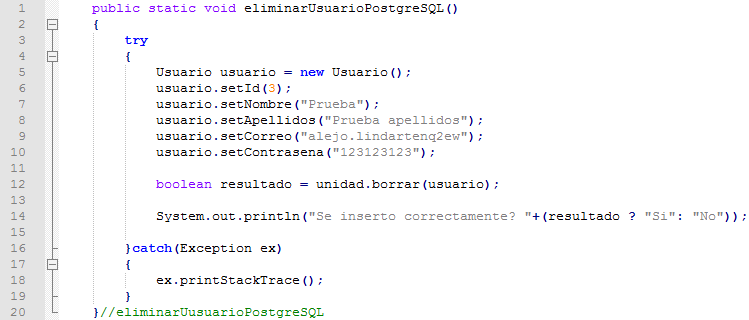 1 public static void eliminarUsuarioPostgreSQL()
2 {
3 try
4 {
5 Usuario usuario = new Usuario();
6 usuario.setId(3);
7 usuario.setNombre("Prueba");
8 usuario.setApellidos("Prueba apellidos");
9 usuario.setCorreo("alejo.lindartenq2ew");
10 usuario.setContrasena("123123123");
11
12 boolean resultado = unidad.borrar(usuario);
13
14 System.out.println("Se inserto correctamente? "+(resultado ? "Si": "No"));
15
16 }catch(Exception ex)
17 {
18 ex.printStackTrace();
19 }
20 }//eliminarUusuarioPostgreSQL